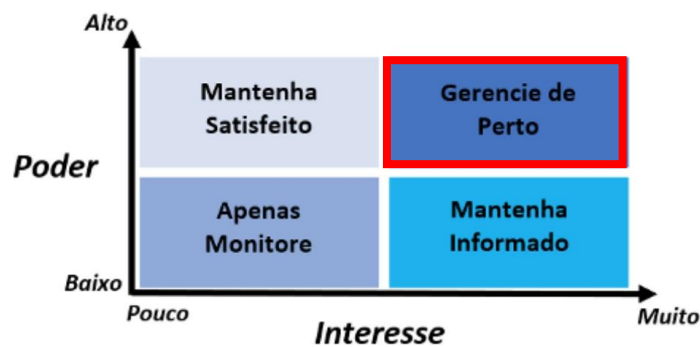 Alto
Mantenha
Satisfeito
Gerencie de
Perto
Poder
Apenas
Monitore
Mantenha
Informado
Baixo
Pouco
Interesse
Muito